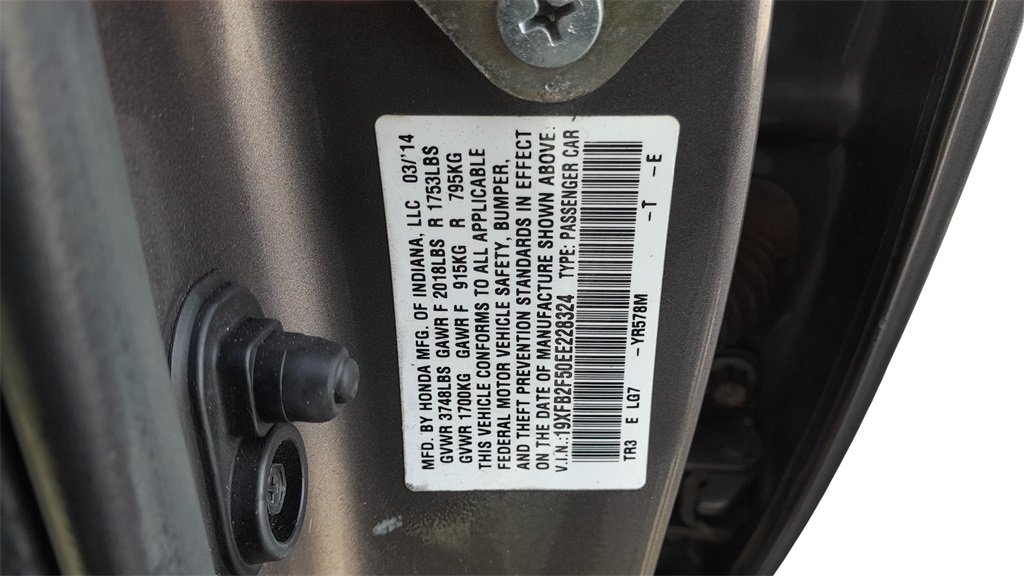 MFD. BY HONDA MFG. OF INDIANA, LLC 03/'14
GVWR 3748LBS GAWR F 2018LBS R 1753LBS
GVWR 1700KG GAWR F 915KG R 795KG
THIS VEHICLE CONFORMS TO ALL APPLICABLE
FEDERAL MOTOR VEHICLE SAFETY, BUMPER,
AND THEFT PREVENTION STANDARDS IN EFFECT
ON THE DATE OF MANUFACTURE SHOWN ABOVE.
V.I.N.:19XFB2F50EE228324 TYPE: PASSENGER CAR
TR3 E LG7 -YR578M -T -E